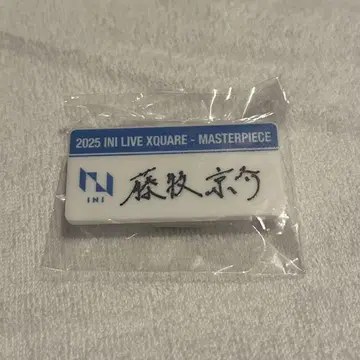 2025 INI LIVE XQUARE - MASTERPIECE
INI
藤牧京介